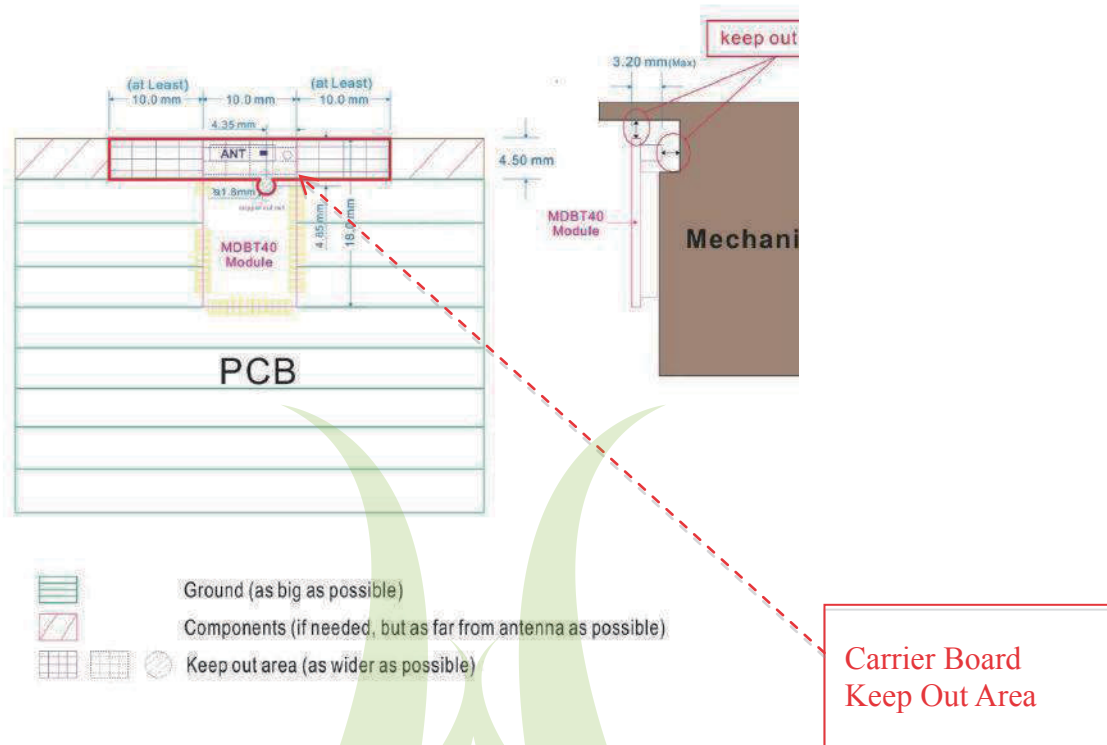 keep out
3.20 mm(Max)
(at Least)
(at Least)
10.0 mm
10.0 mm
10.0 mm
4.35 mm
ANT
4.50 mm
ø1.8mm
4.85 mm
18.0 mm
MDBT40
Module
MDBT40
Module
Mechani
PCB
Ground (as big as possible)
Components (if needed, but as far from antenna as possible)
Keep out area (as wider as possible)
Carrier Board
Keep Out Area